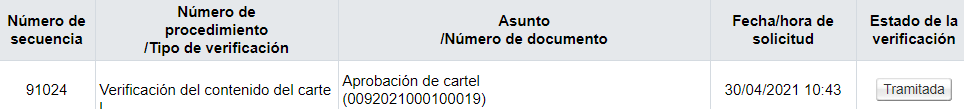 Número de
secuencia
Número de
procedimiento
/Tipo de verificación
Asunto
/Número de documento
Fecha/hora de
solicitud
Estado de la
verificación
91024
Verificación del contenido del carte
l
Aprobación de cartel
(0092021000100019)
30/04/2021 10:43
Tramitada